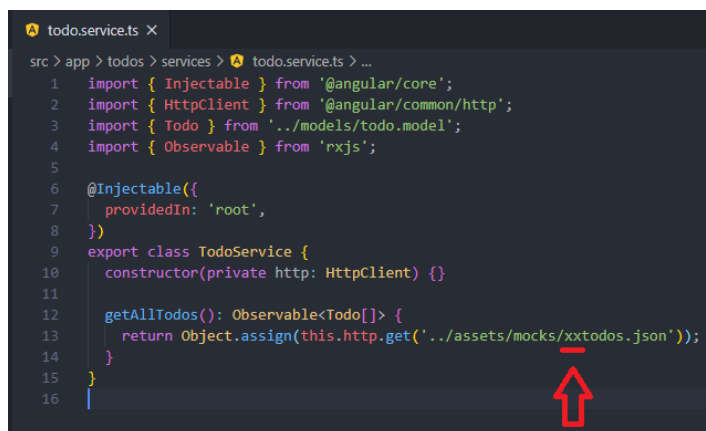 todo.service.ts ×
src > app > todos > services > todo.service.ts > ...
1 import { Injectable } from '@angular/core';
2 import { HttpClient } from '@angular/common/http';
3 import { Todo } from '../models/todo.model';
4 import { Observable } from 'rxjs';
5
6 @Injectable({
7   providedIn: 'root',
8 })
9 export class TodoService {
10   constructor(private http: HttpClient) {}
11
12   getAllTodos(): Observable<Todo[]> {
13     return Object.assign(this.http.get('../assets/mocks/xxtodos.json'));
14   }
15 }
16